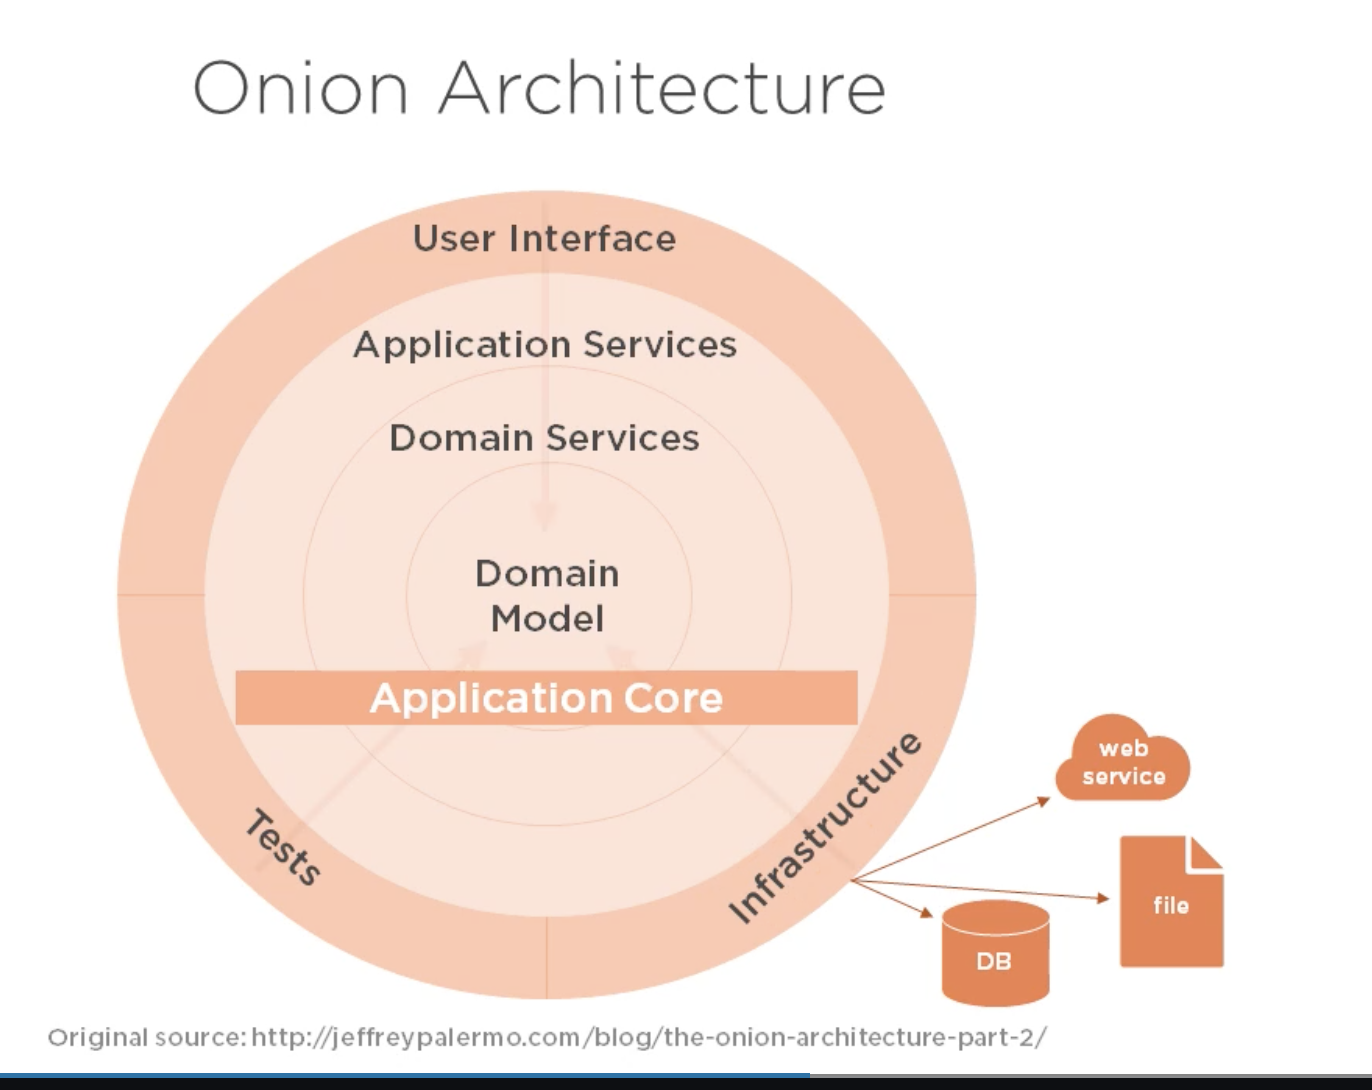 Onion Architecture
User Interface
Application Services
Domain Services
Domain
Model
Application Core
Tests
Infrastructure
web
service
file
DB
Original source: http://jeffreypalermo.com/blog/the-onion-architecture-part-2/